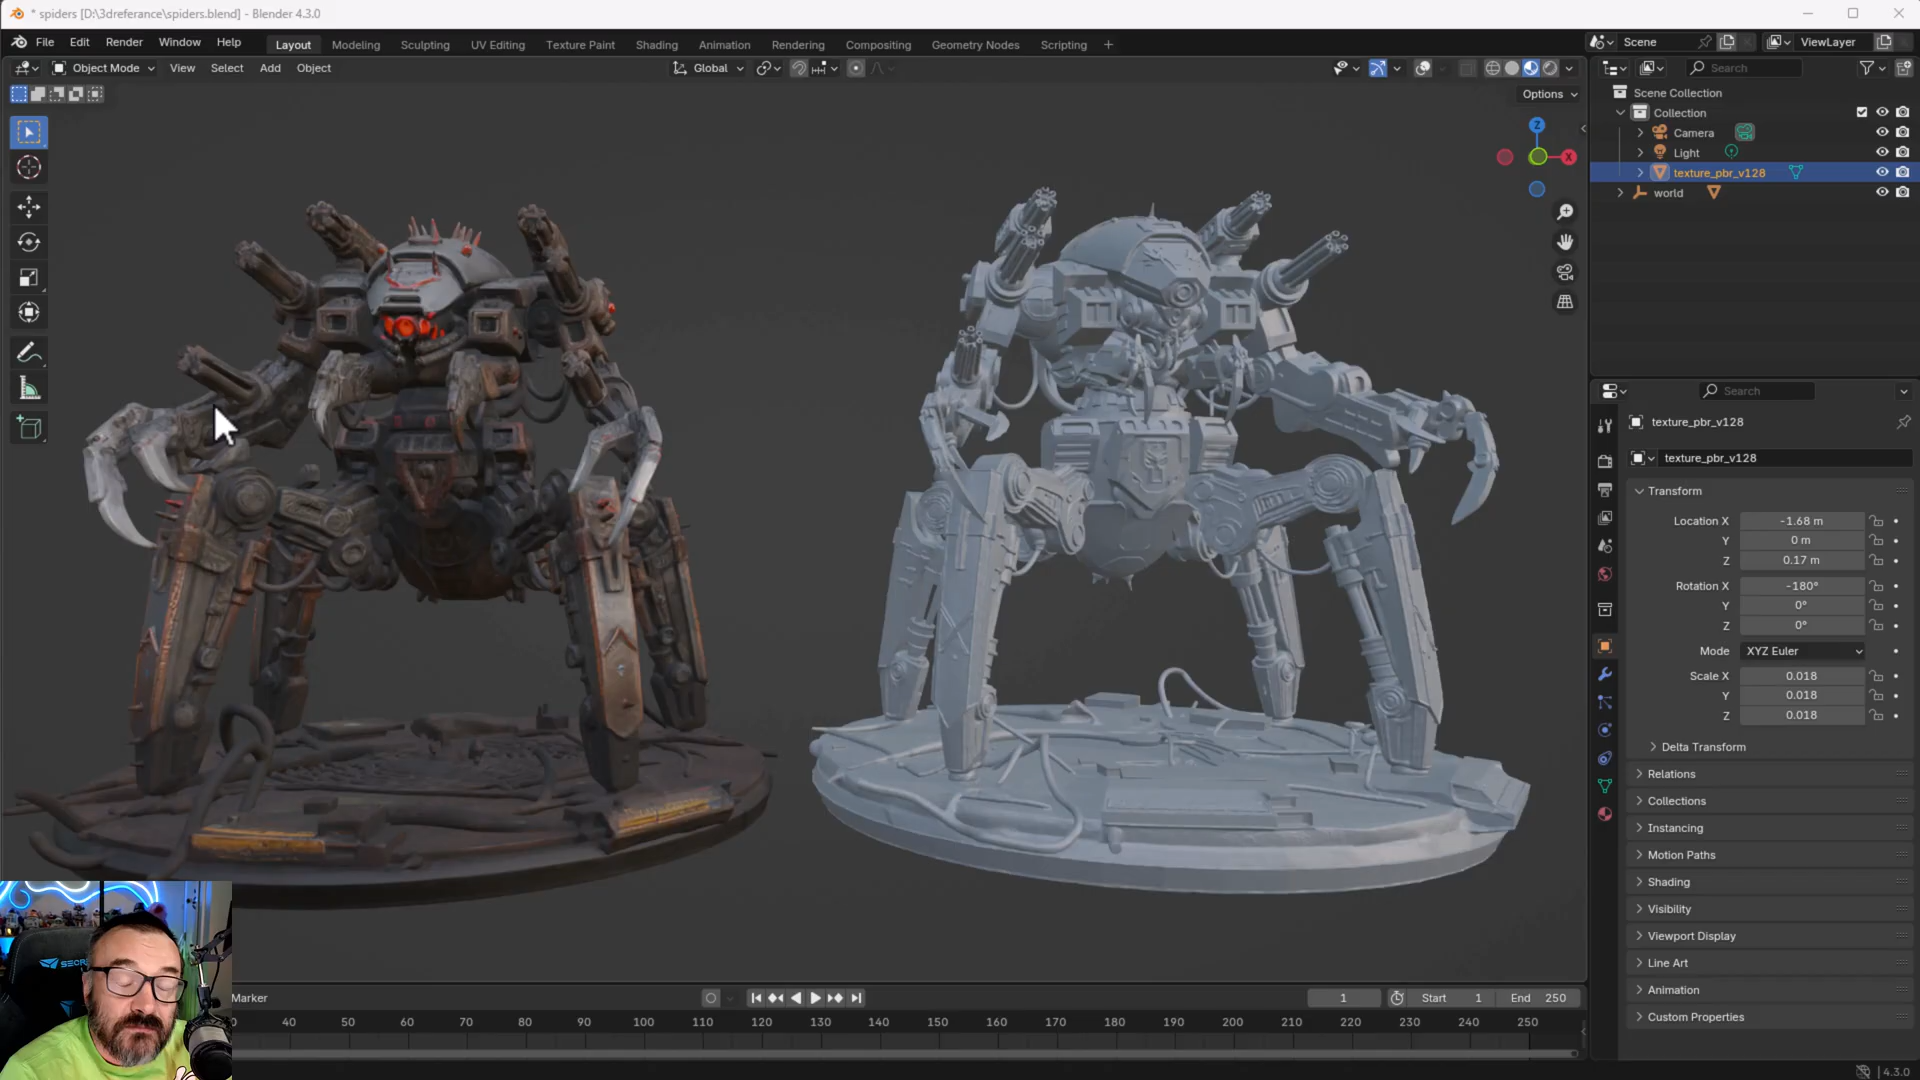 * spiders [D:\3dreferance\spiders.blend] - Blender 4.3.0
File Edit Render Window Help
Layout Modeling Sculpting UV Editing Texture Paint Shading Animation Rendering Compositing Geometry Nodes Scripting +
Scene
ViewLayer
Object Mode View Select Add Object
Global
Search
Options
Z
X
Scene Collection
Collection
Camera
Light
texture_pbr_v128
world
Search
texture_pbr_v128
texture_pbr_v128
Transform
Location X -1.68 m
Y 0 m
Z 0.17 m
Rotation X -180°
Y 0°
Z 0°
Mode XYZ Euler
Scale X 0.018
Y 0.018
Z 0.018
Delta Transform
Relations
Collections
Instancing
Motion Paths
Shading
Visibility
Viewport Display
Line Art
Animation
Custom Properties
Marker
1
Start 1
End 250
40 50 60 70 80 90 100 110 120 130 140 150 160 170 180 190 200 210 220 230 240 250
4.3.0